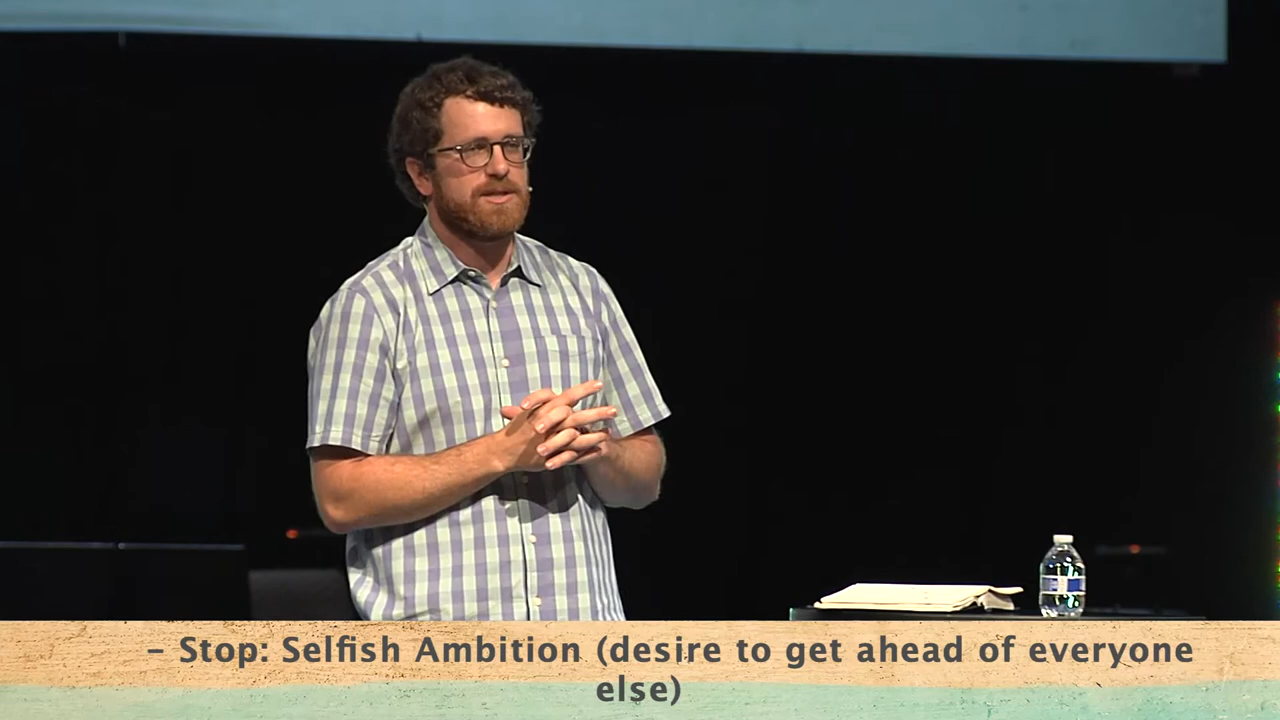 – Stop: Selfish Ambition (desire to get ahead of everyone
else)